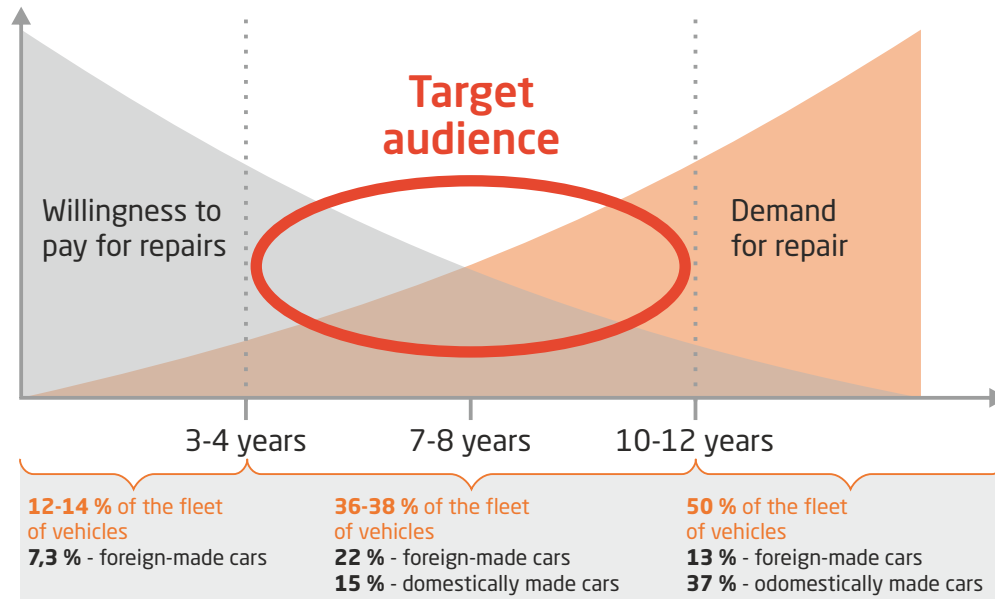 Target
audience
Willingness to
pay for repairs
Demand
for repair
3-4 years
7-8 years
10-12 years
12-14 % of the fleet
of vehicles
7,3 % - foreign-made cars
36-38 % of the fleet
of vehicles
22 % - foreign-made cars
15 % - domestically made cars
50 % of the fleet
of vehicles
13 % - foreign-made cars
37 % - odomestically made cars